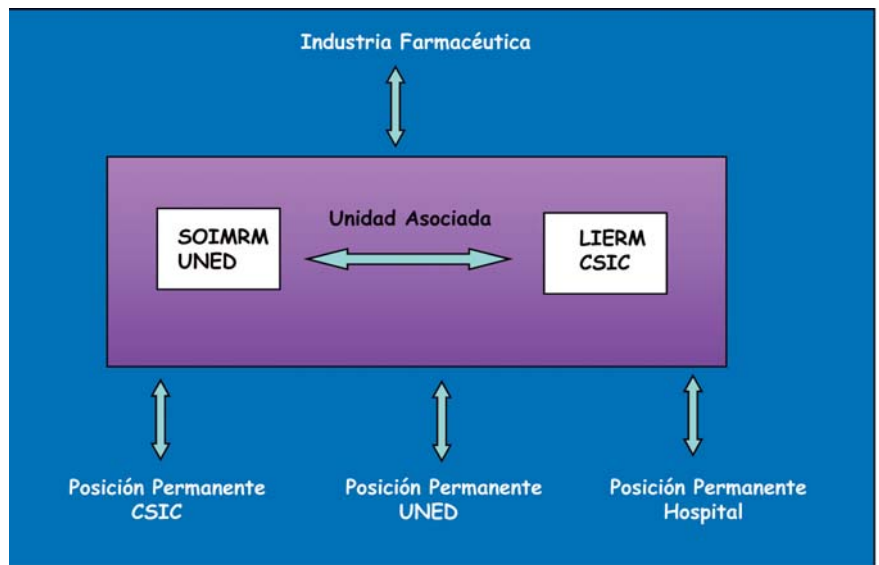 Industria Farmacéutica
Unidad Asociada
SOIMRM
UNED
LIERM
CSIC
Posición Permanente
CSIC
Posición Permanente
UNED
Posición Permanente
Hospital